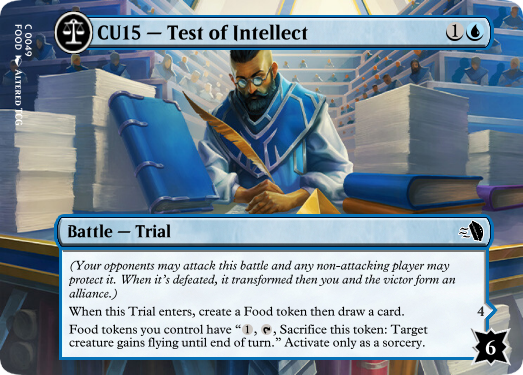 CU15 — Test of Intellect 1
C 0049
FOOD ALTERED TCG
Battle — Trial
(Your opponents may attack this battle and any non-attacking player may
protect it. When it's defeated, it transformed then you and the victor form an
alliance.)
When this Trial enters, create a Food token then draw a card.
4
Food tokens you control have "1, , Sacrifice this token: Target
creature gains flying until end of turn." Activate only as a sorcery.
6